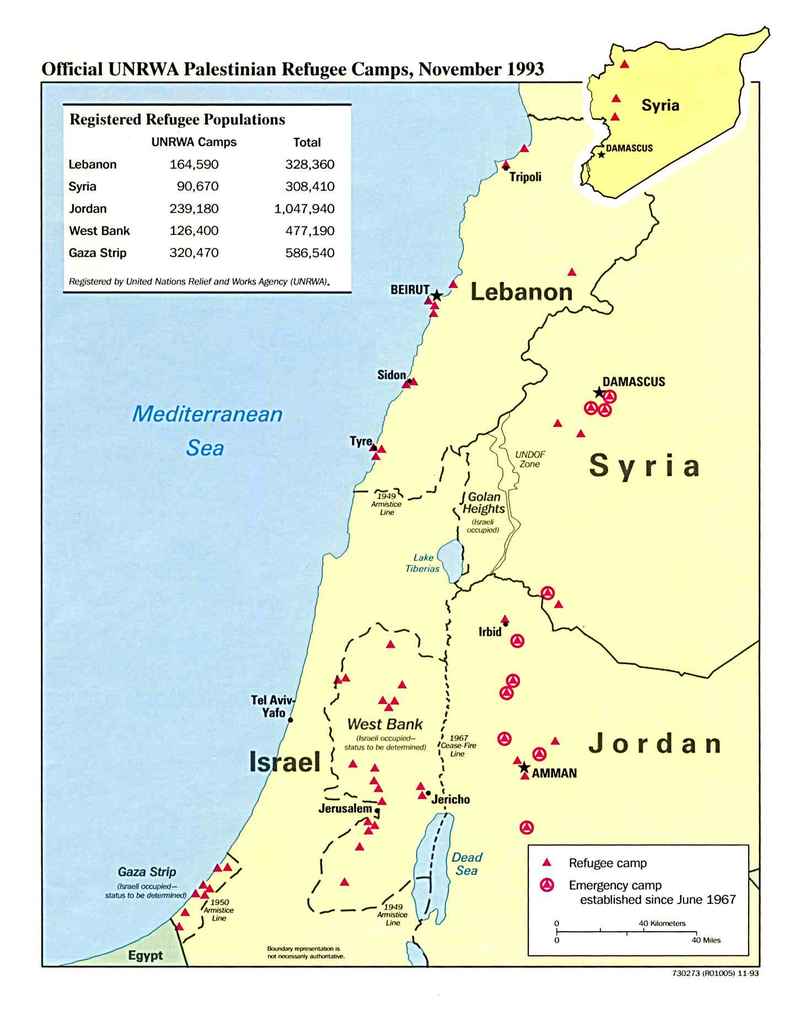 Official UNRWA Palestinian Refugee Camps, November 1993
Registered Refugee Populations
UNRWA Camps Total
Lebanon 164,590 328,360
Syria 90,670 308,410
Jordan 239,180 1,047,940
West Bank 126,400 477,190
Gaza Strip 320,470 586,540
Registered by United Nations Relief and Works Agency (UNRWA).
Syria
DAMASCUS
Tripoli
BEIRUT
Lebanon
Sidon
DAMASCUS
Mediterranean
Sea
Tyre
UNDOF
Zone
Syria
1949
Armistice
Line
Golan
Heights
(Israeli
occupied)
Lake
Tiberias
Irbid
Tel Aviv-
Yafo
West Bank
(Israeli occupied—
status to be determined)
1967
Cease-Fire
Line
Jordan
Israel
AMMAN
Jericho
Jerusalem
Dead
Sea
Gaza Strip
(Israeli occupied—
status to be determined)
1950
Armistice
Line
1949
Armistice
Line
Egypt
Boundary representation is
not necessarily authoritative.
Refugee camp
Emergency camp
established since June 1967
0 40 Kilometers
0 40 Miles
730273 (R01005) 11-93